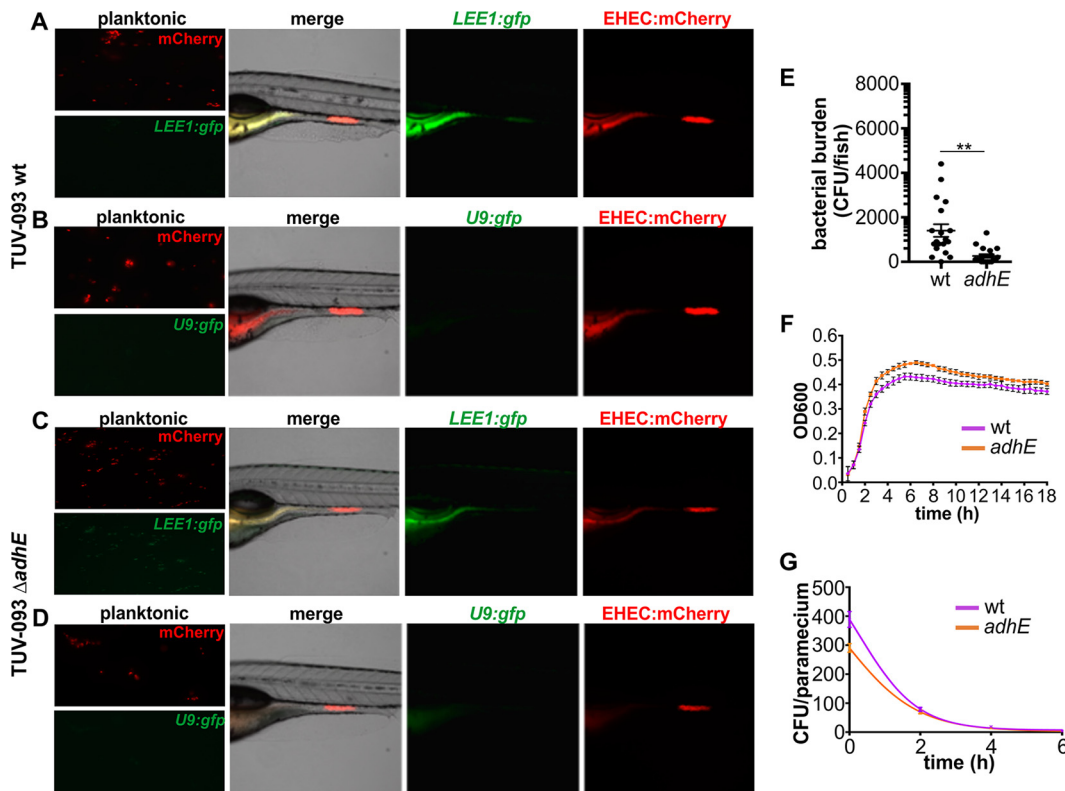 A
planktonic
merge
LEE1:gfp
EHEC:mCherry
mCherry
LEE1:gfp
TUV-093 wt
B
planktonic
merge
U9:gfp
EHEC:mCherry
mCherry
U9:gfp
C
planktonic
merge
LEE1:gfp
EHEC:mCherry
mCherry
LEE1:gfp
TUV-093 ΔadhE
D
planktonic
merge
U9:gfp
EHEC:mCherry
mCherry
U9:gfp
E
bacterial burden
(CFU/fish)
8000
6000
4000
2000
0
**
wt
adhE
F
OD600
0.6
0.5
0.4
0.3
0.2
0.1
0.0
wt
adhE
0 2 4 6 8 10 12 14 16 18
time (h)
G
CFU/paramecium
500
400
300
200
100
0
wt
adhE
0 2 4 6
time (h)